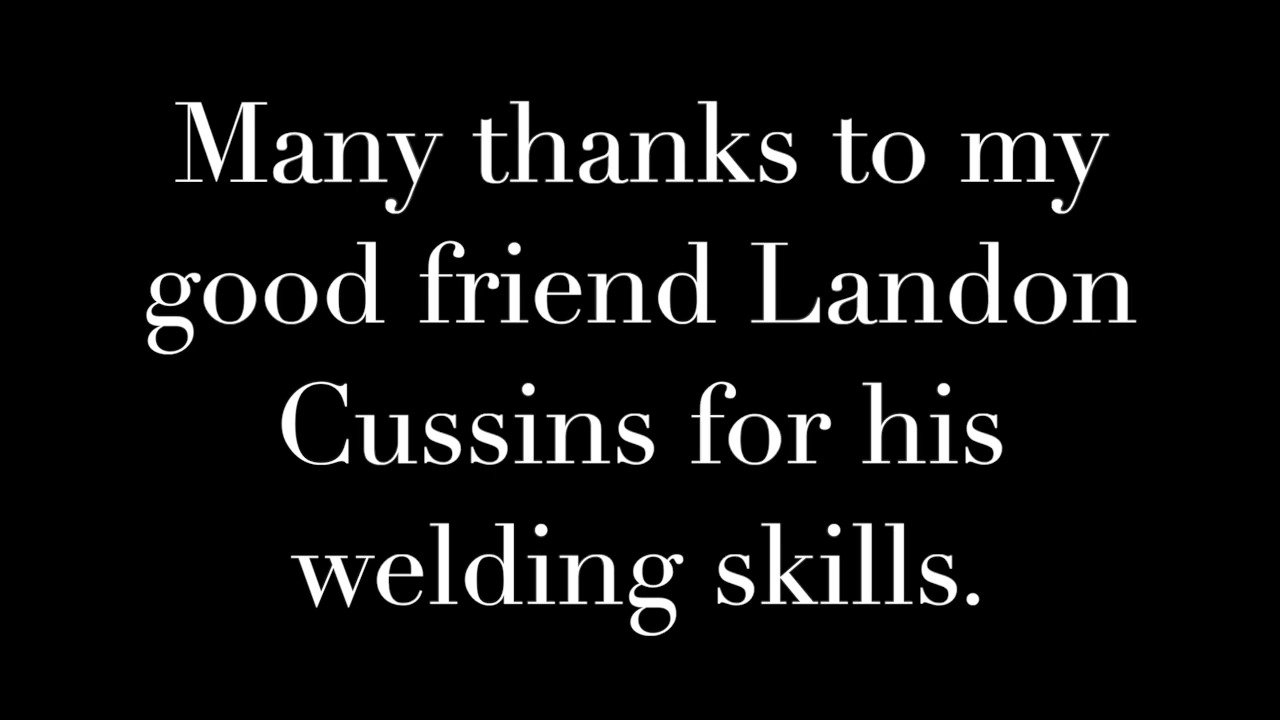 Many thanks to my
good friend Landon
Cussins for his
welding skills.